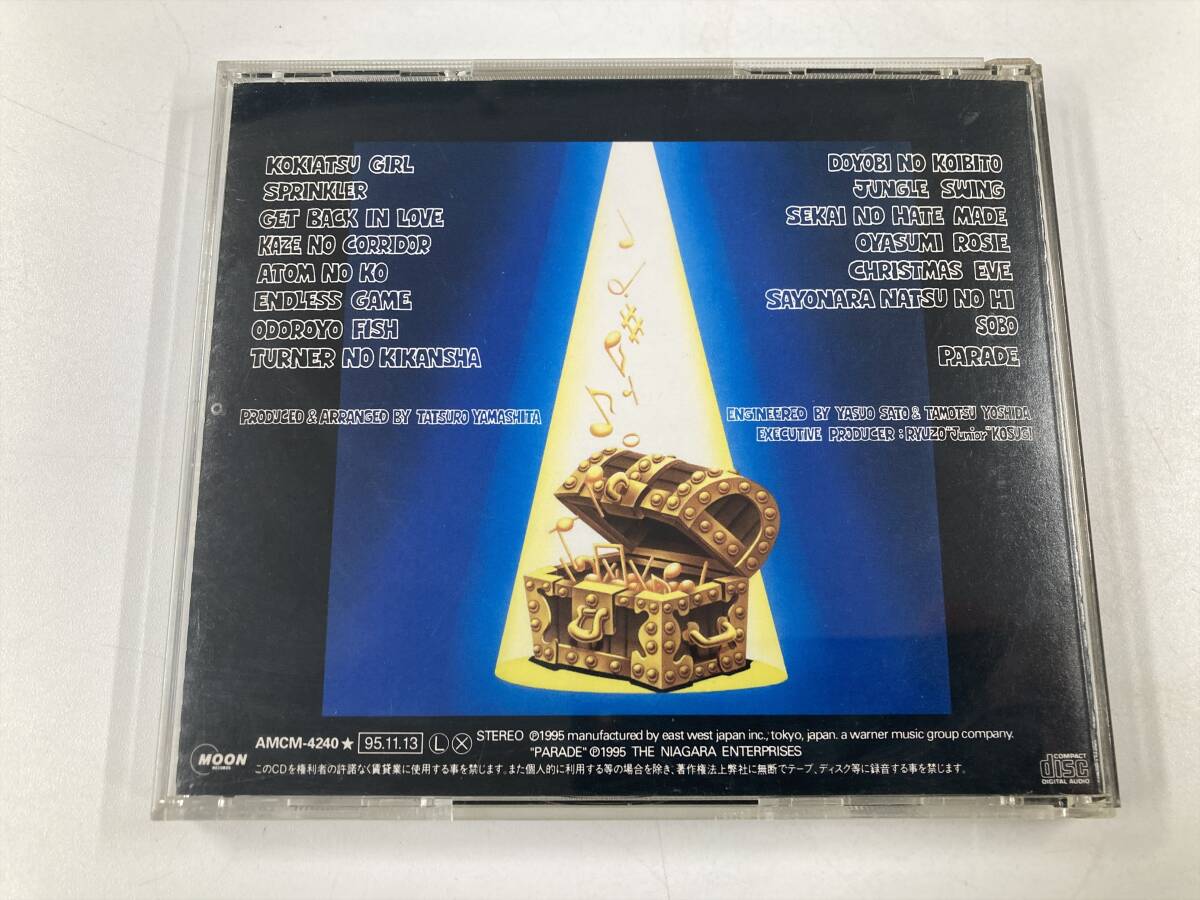 KOKIATSU GIRL
SPRINKLER
GET BACK IN LOVE
KAZE NO CORRIDOR
ATOM NO KO
ENDLESS GAME
ODOROYO FISH
TURNER NO KIKANSHA
DOYOBI NO KOIBITO
JUNGLE SWING
SEKAI NO HATE MADE
OYASUMI ROSIE
CHRISTMAS EVE
SAYONARA NATSU NO HI
SOBO
PARADE
PRODUCED & ARRANGED BY TATSURO YAMASHITA
ENGINEERED BY YASUO SATO & TAMOTSU YOSHIDA
EXECUTIVE PRODUCER : RYUZO "Junior" KOSUGI
MOON
RECORDS
AMCM-4240★ 95.11.13 Ⓛ Ⓧ STEREO ℗1995 manufactured by east west japan inc., tokyo, japan. a warner music group company.
"PARADE" ℗1995 THE NIAGARA ENTERPRISES
このCDを権利者の許諾なく賃貸業に使用する事を禁じます。また個人的に利用する等の場合を除き、著作権法上弊社に無断でテープ、ディスク等に録音する事を禁じます。
COMPACT
disc
DIGITAL AUDIO